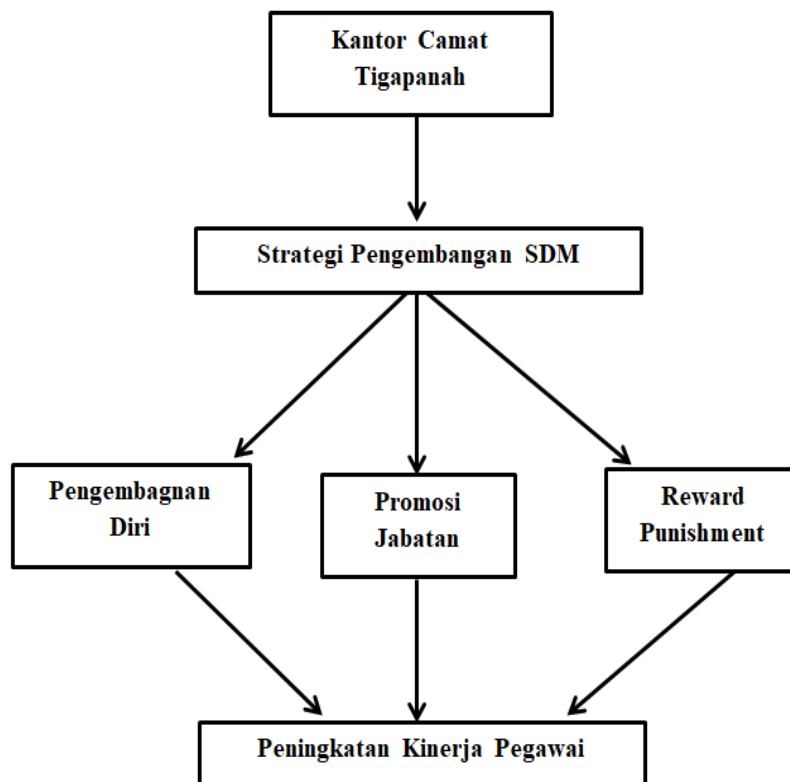 Kantor Camat
Tigapanah
Strategi Pengembangan SDM
Pengembagnan
Diri
Promosi
Jabatan
Reward
Punishment
Peningkatan Kinerja Pegawai